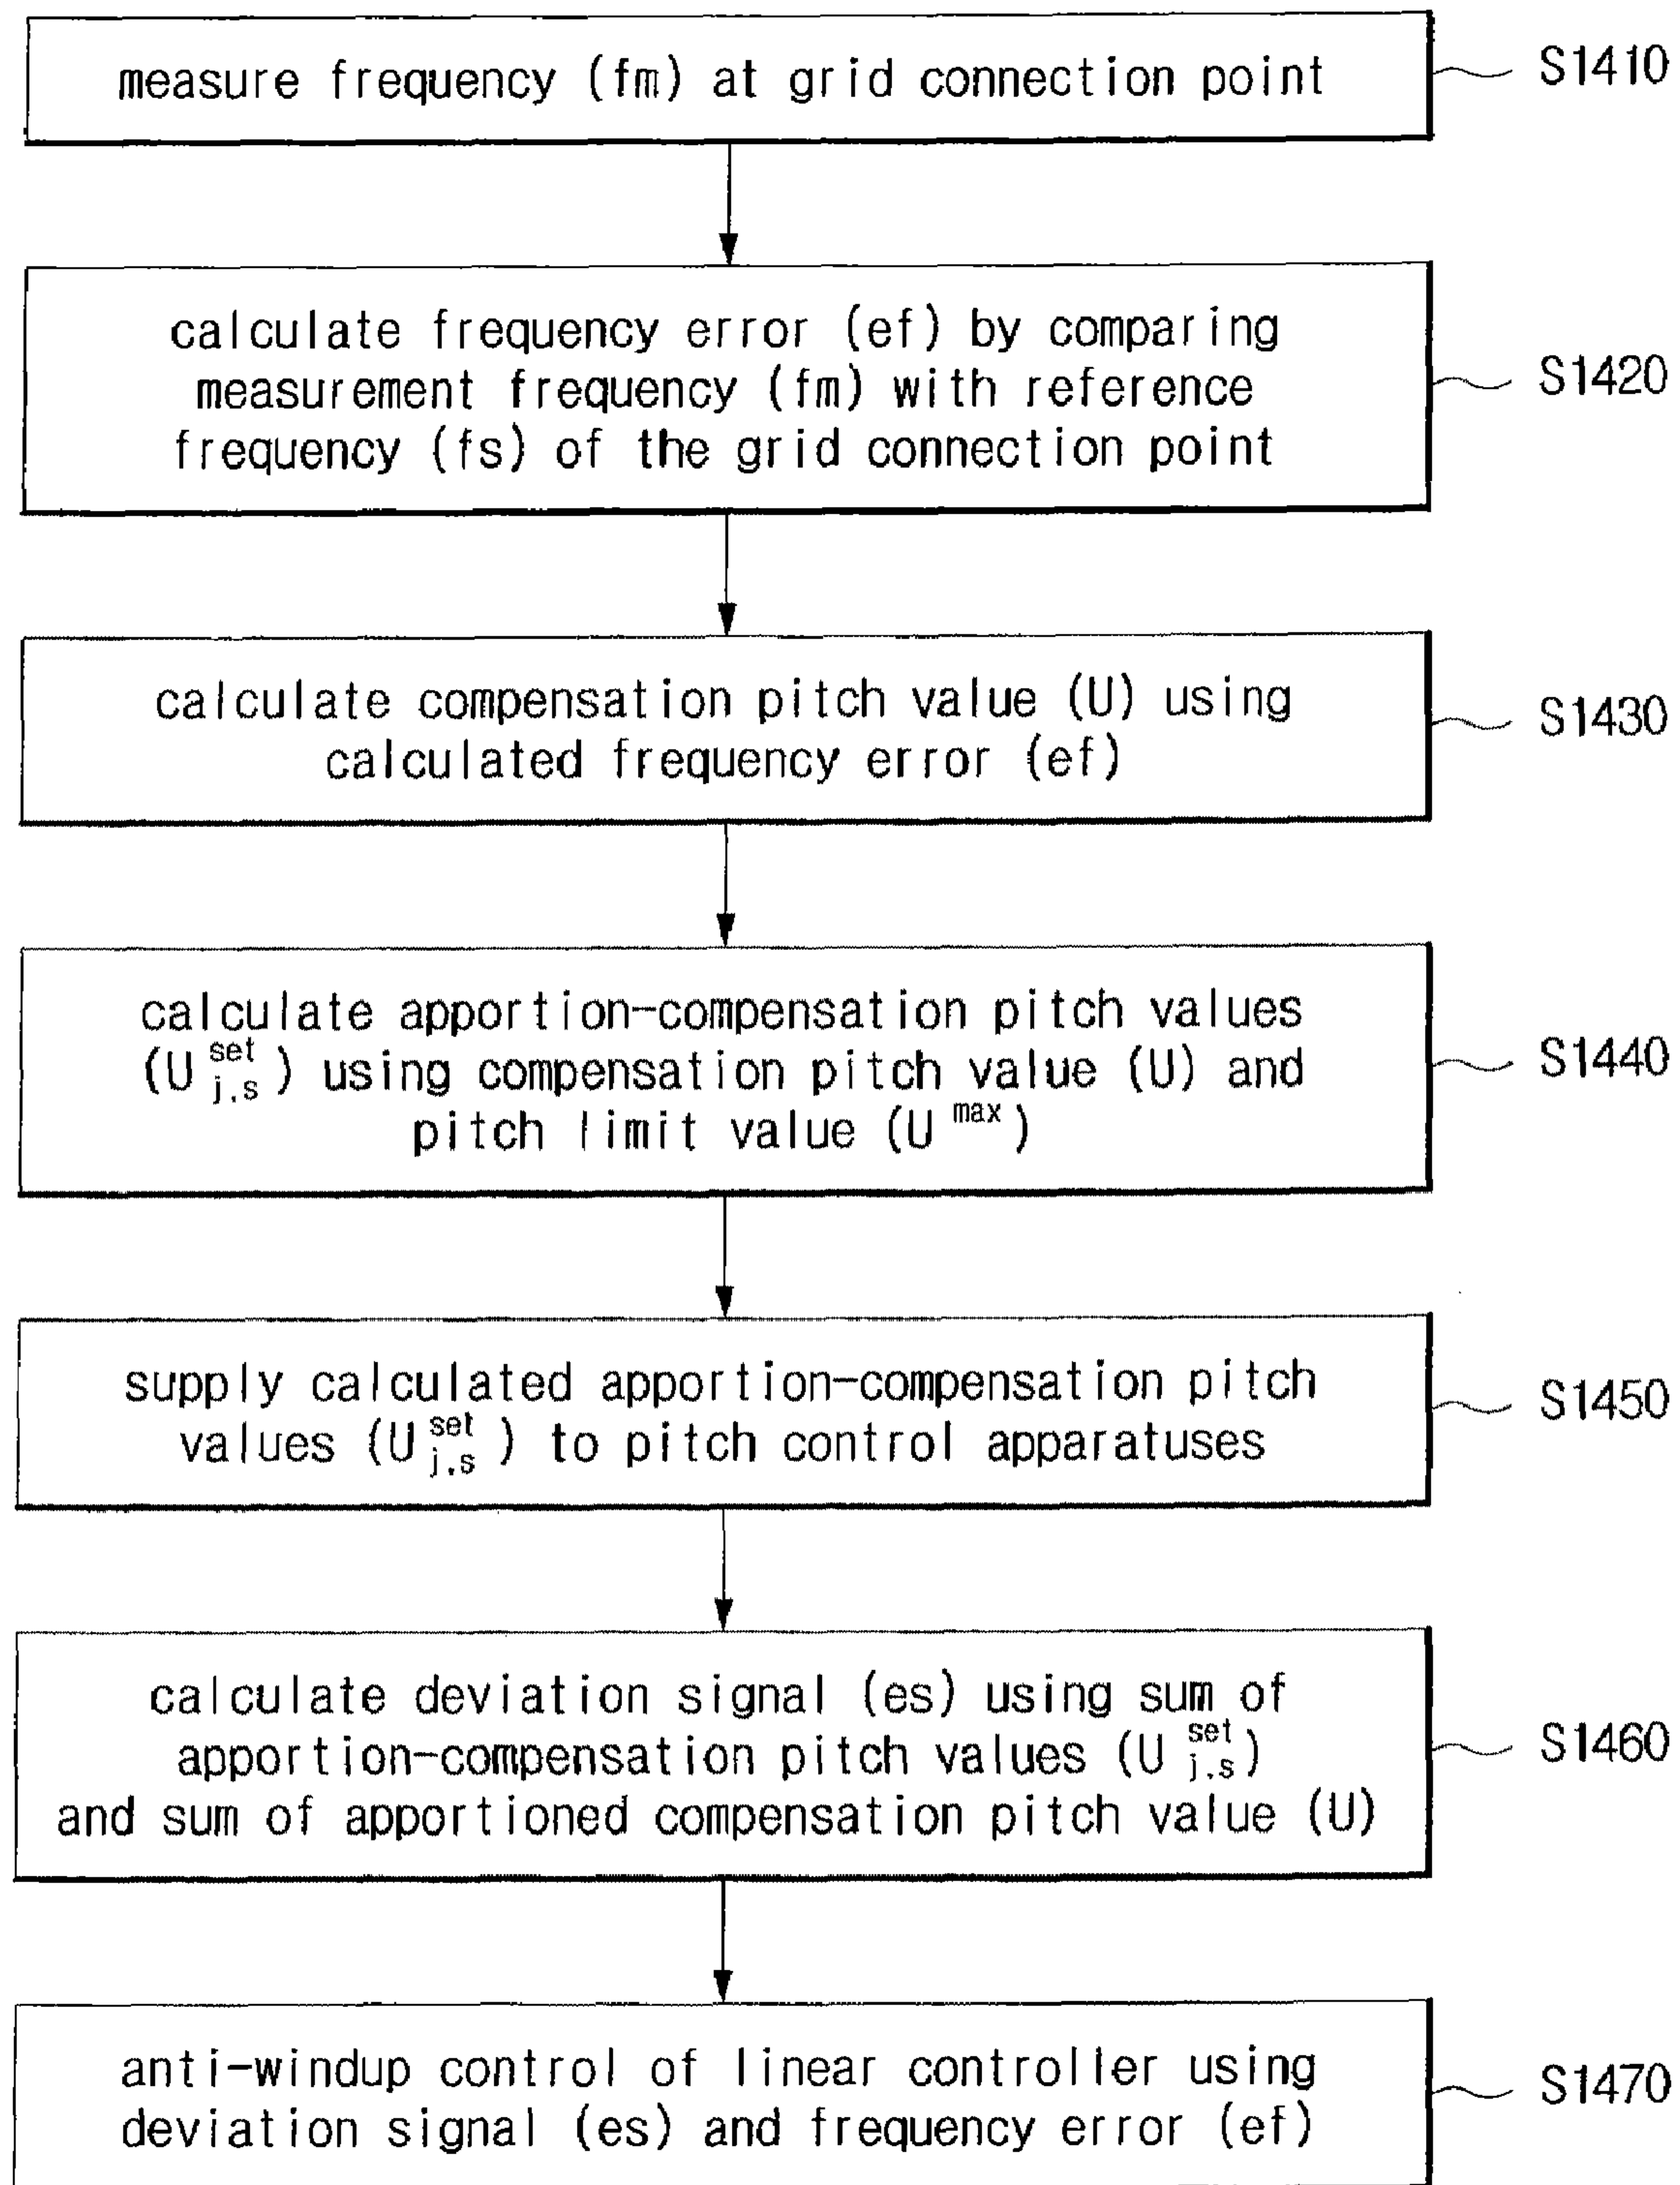 measure frequency (fm) at grid connection point
S1410
calculate frequency error (ef) by comparing
measurement frequency (fm) with reference
frequency (fs) of the grid connection point
S1420
calculate compensation pitch value (U) using
calculated frequency error (ef)
S1430
calculate apportion-compensation pitch values
(U set j,s) using compensation pitch value (U) and
pitch limit value (U max)
S1440
supply calculated apportion-compensation pitch
values (U set j,s) to pitch control apparatuses
S1450
calculate deviation signal (es) using sum of
apportion-compensation pitch values (U set j,s)
and sum of apportioned compensation pitch value (U)
S1460
anti-windup control of linear controller using
deviation signal (es) and frequency error (ef)
S1470